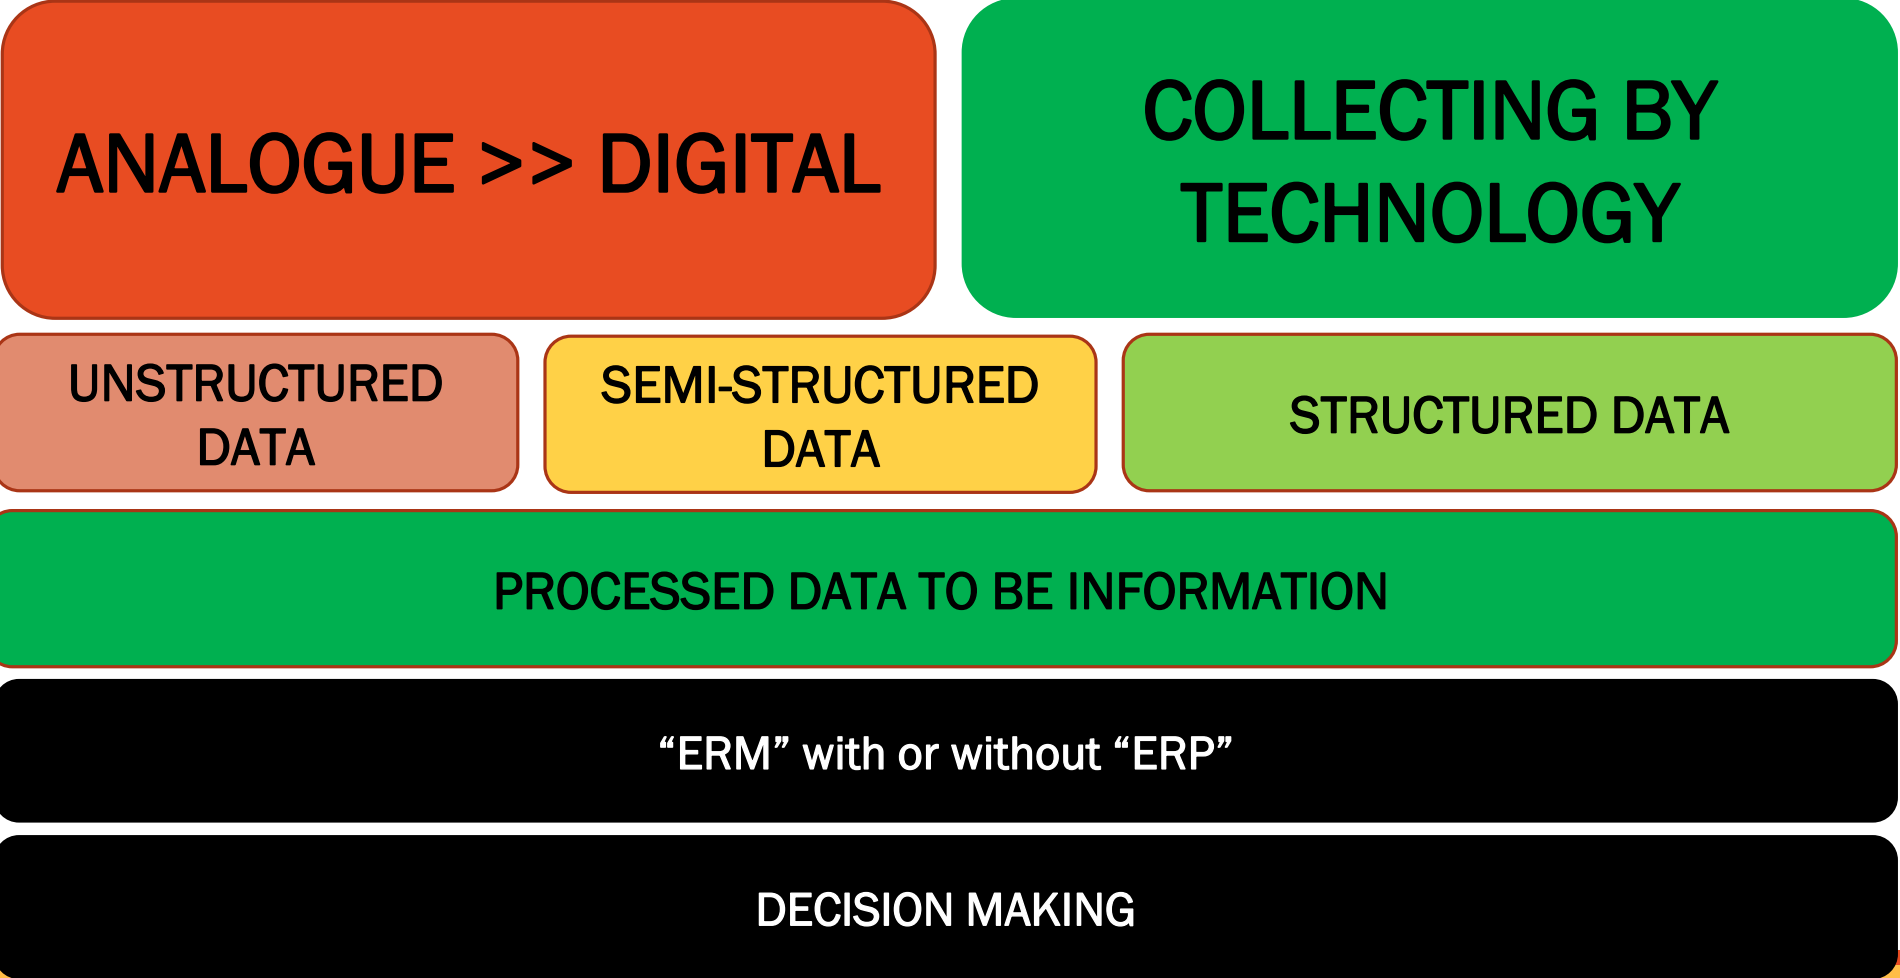 ANALOGUE >> DIGITAL
COLLECTING BY
TECHNOLOGY
UNSTRUCTURED
DATA
SEMI-STRUCTURED
DATA
STRUCTURED DATA
PROCESSED DATA TO BE INFORMATION
“ERM” with or without “ERP”
DECISION MAKING